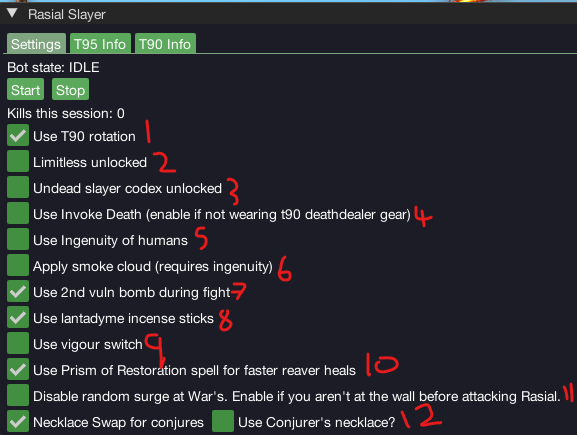 Rasial Slayer
Settings T95 Info T90 Info
Bot state: IDLE
Start Stop
Kills this session: 0
Use T90 rotation 1
Limitless unlocked 2
Undead slayer codex unlocked 3
Use Invoke Death (enable if not wearing t90 deathdealer gear) 4
Use Ingenuity of humans 5
Apply smoke cloud (requires ingenuity) 6
Use 2nd vuln bomb during fight 7
Use lantadyme incense sticks 8
Use vigour switch 9
Use Prism of Restoration spell for faster reaver heals 10
Disable random surge at War's. Enable if you aren't at the wall before attacking Rasial. 11
Necklace Swap for conjures Use Conjurer's necklace? 12